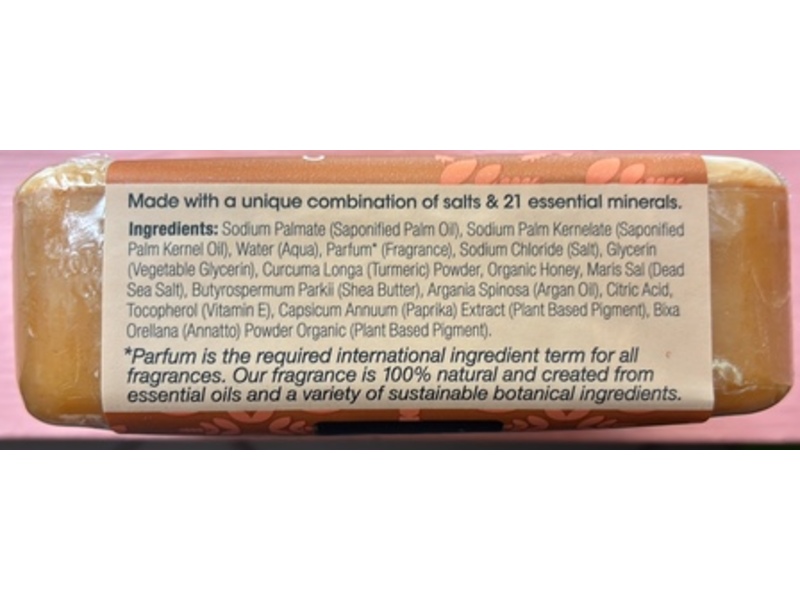 Made with a unique combination of salts & 21 essential minerals.
Ingredients: Sodium Palmate (Saponified Palm Oil), Sodium Palm Kernelate (Saponified
Palm Kernel Oil), Water (Aqua), Parfum* (Fragrance), Sodium Chloride (Salt), Glycerin
(Vegetable Glycerin), Curcuma Longa (Turmeric) Powder, Organic Honey, Maris Sal (Dead
Sea Salt), Butyrospermum Parkii (Shea Butter), Argania Spinosa (Argan Oil), Citric Acid,
Tocopherol (Vitamin E), Capsicum Annuum (Paprika) Extract (Plant Based Pigment), Bixa
Orellana (Annatto) Powder Organic (Plant Based Pigment).
*Parfum is the required international ingredient term for all
fragrances. Our fragrance is 100% natural and created from
essential oils and a variety of sustainable botanical ingredients.